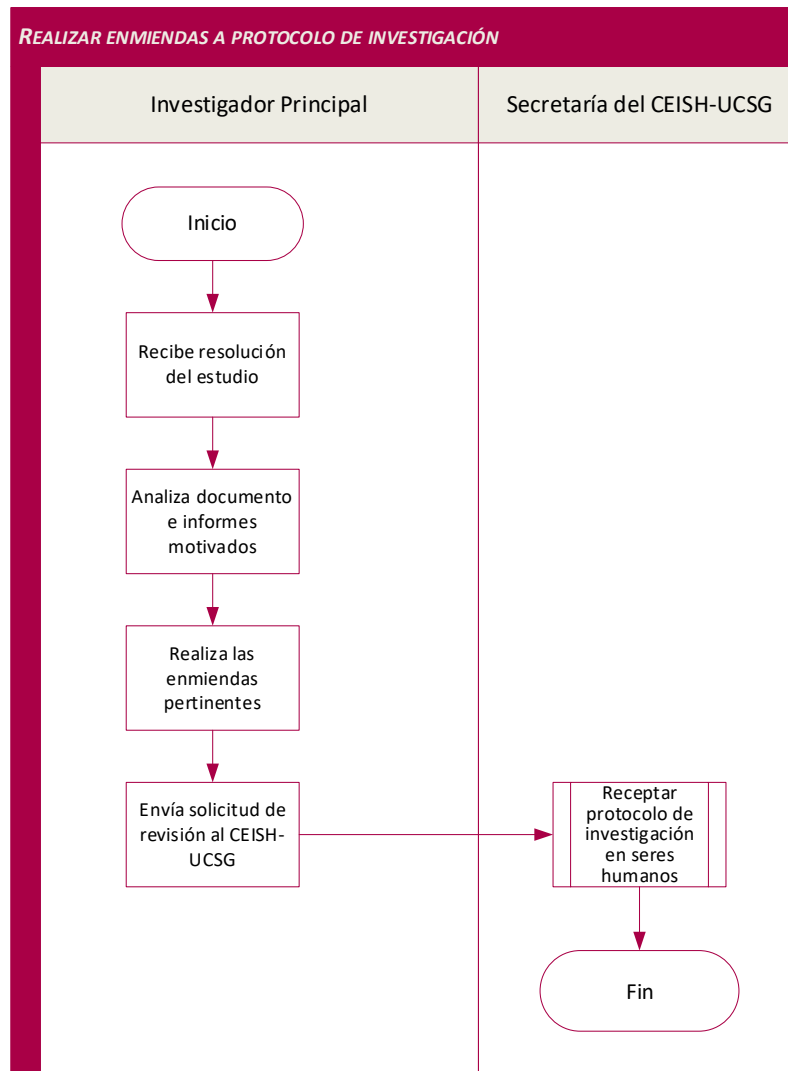 REALIZAR ENMIENDAS A PROTOCOLO DE INVESTIGACIÓN
Investigador Principal
Secretaría del CEISH-UCSG
Inicio
Recibe resolución
del estudio
Analiza documento
e informes
motivados
Realiza las
enmiendas
pertinentes
Envía solicitud de
revisión al CEISH-
UCSG
Receptar
protocolo de
investigación
en seres
humanos
Fin